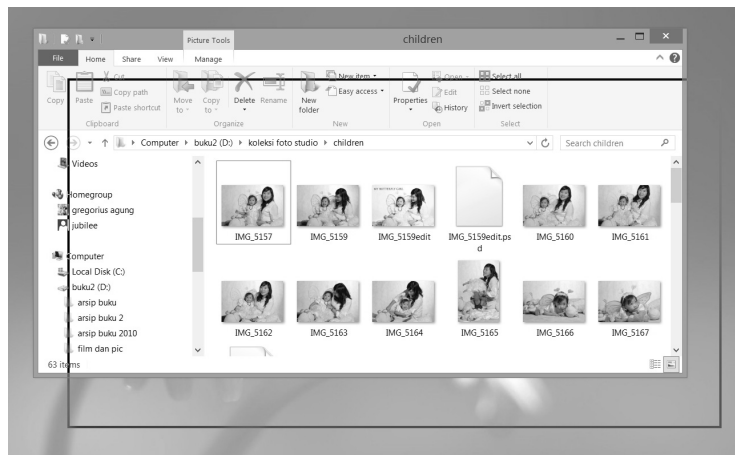 Picture Tools
children
File
Home
Share
View
Manage
Copy
Paste
Cut
Copy path
Paste shortcut
Clipboard
Move to
Copy to
Delete
Rename
Organize
New folder
New item
Easy access
New
Properties
Open
Edit
History
Open
Select all
Select none
Invert selection
Select
Computer
buku2 (D:)
koleksi foto studio
children
Search children
Videos
Homegroup
gregorius agung
jubilee
Computer
Local Disk (C:)
buku2 (D:)
arsip buku
arsip buku 2
arsip buku 2010
film dan pic
IMG_5157
IMG_5159
IMG_5159edit
IMG_5159edit.ps
d
IMG_5160
IMG_5161
IMG_5162
IMG_5163
IMG_5164
IMG_5165
IMG_5166
IMG_5167
63 items